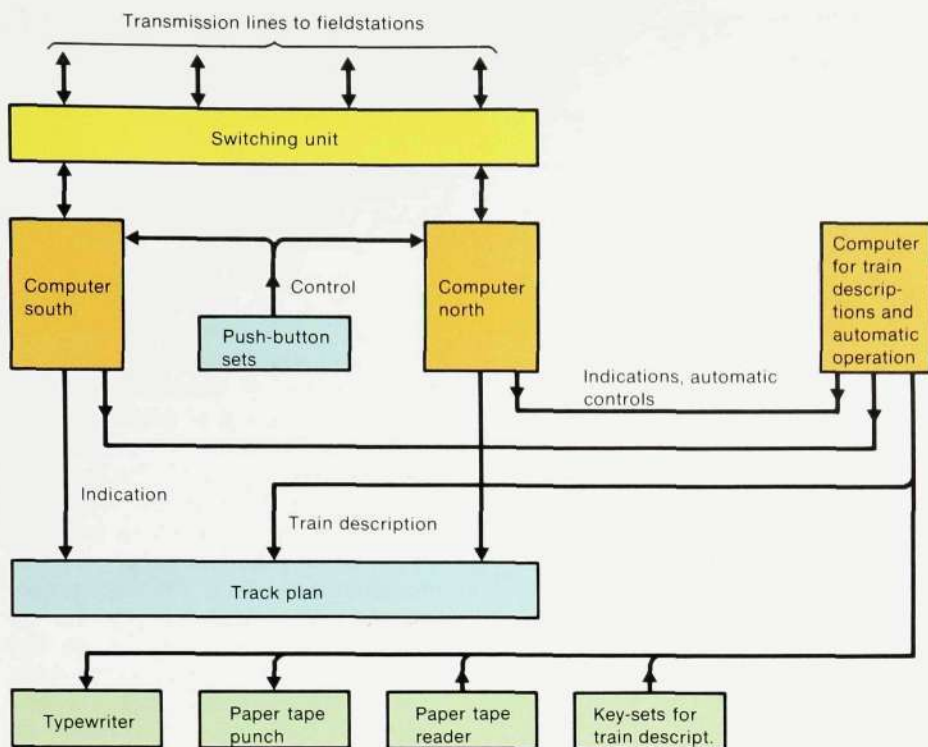 Transmission lines to fieldstations
Switching unit
Computer
south
Control
Push-button
sets
Computer
north
Computer
for train
descrip-
tions and
automatic
operation
Indications, automatic
controls
Indication
Train description
Track plan
Typewriter
Paper tape
punch
Paper tape
reader
Key-sets for
train descript.